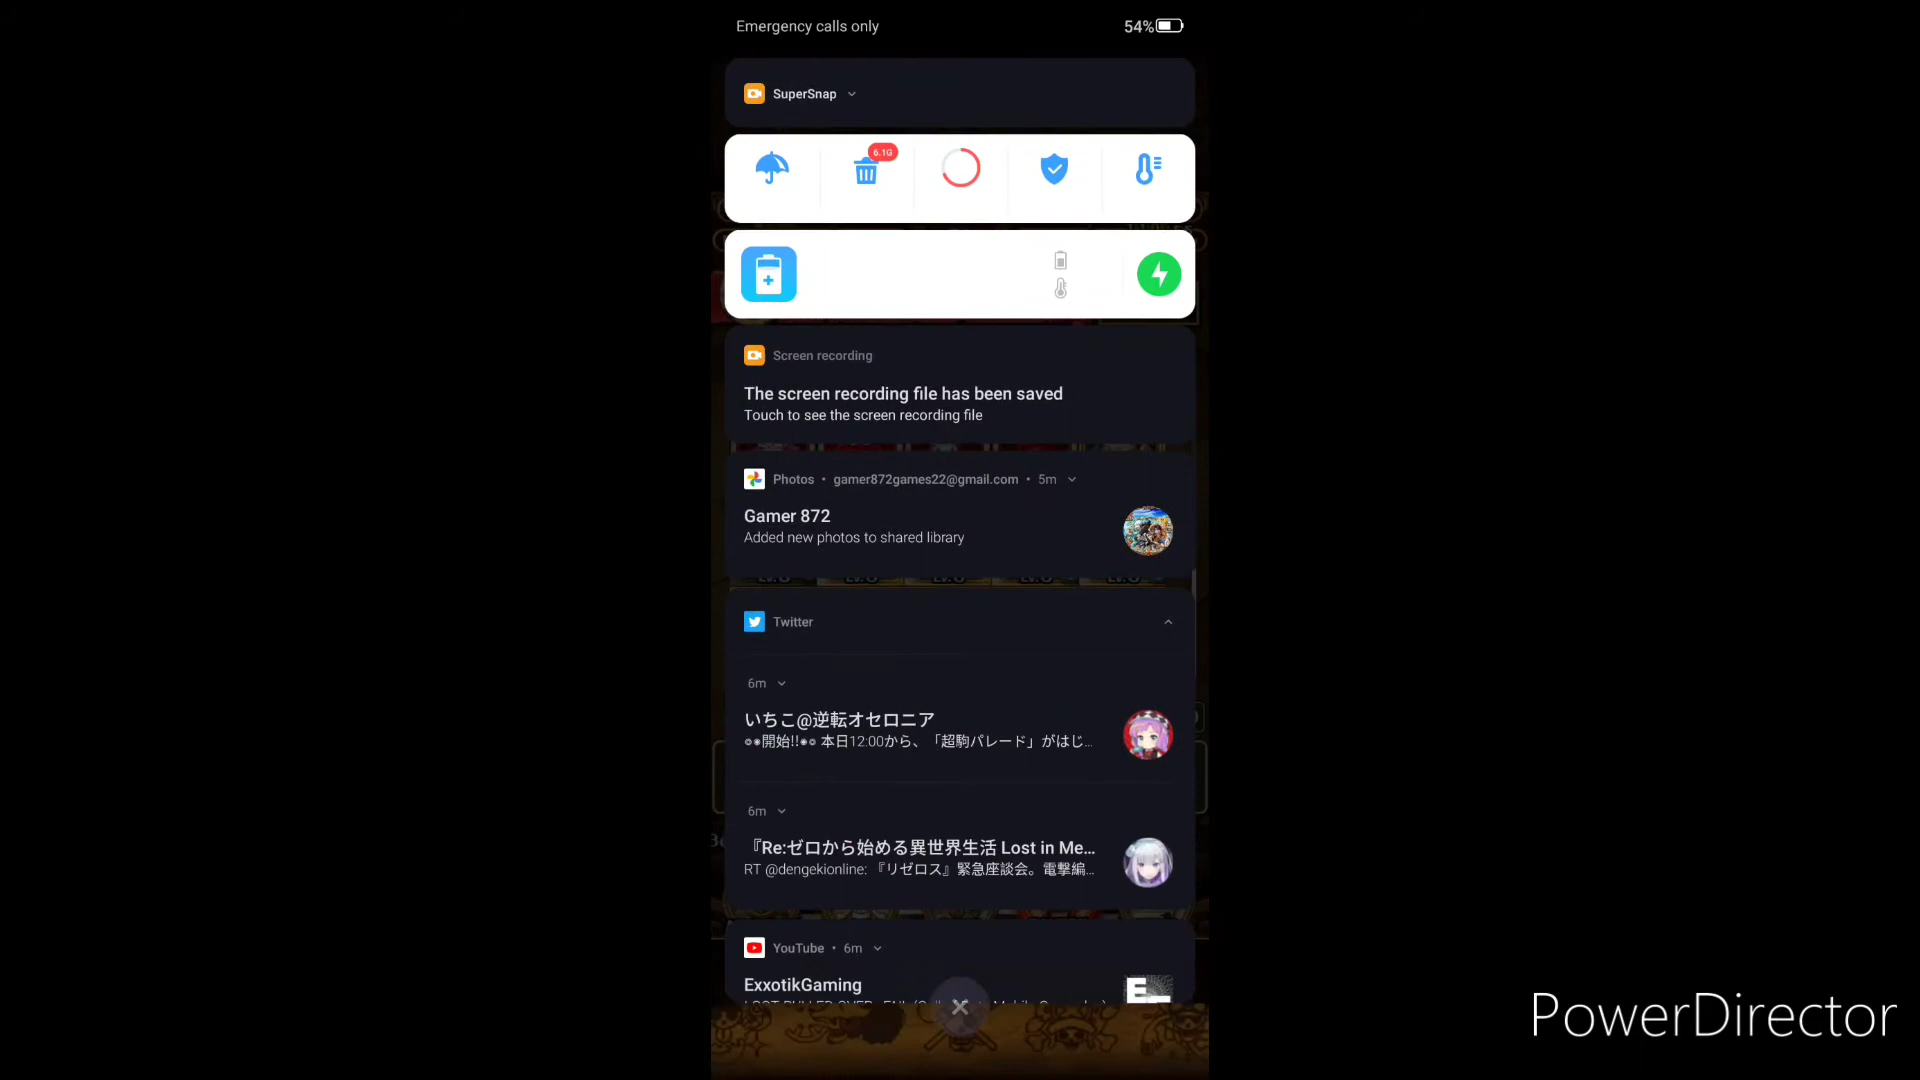 Emergency calls only
54%
SuperSnap
6.1G
Screen recording
The screen recording file has been saved
Touch to see the screen recording file
Photos • gamer872games22@gmail.com • 5m
Gamer 872
Added new photos to shared library
Twitter
6m
いちこ@逆転オセロニア
๏๏開始!!๏๏ 本日12:00から、「超駒パレード」がはじ...
6m
『Re:ゼロから始める異世界生活 Lost in Me...
RT @dengekionline: 『リゼロス』緊急座談会。電撃編...
YouTube • 6m
ExxotikGaming
PowerDirector